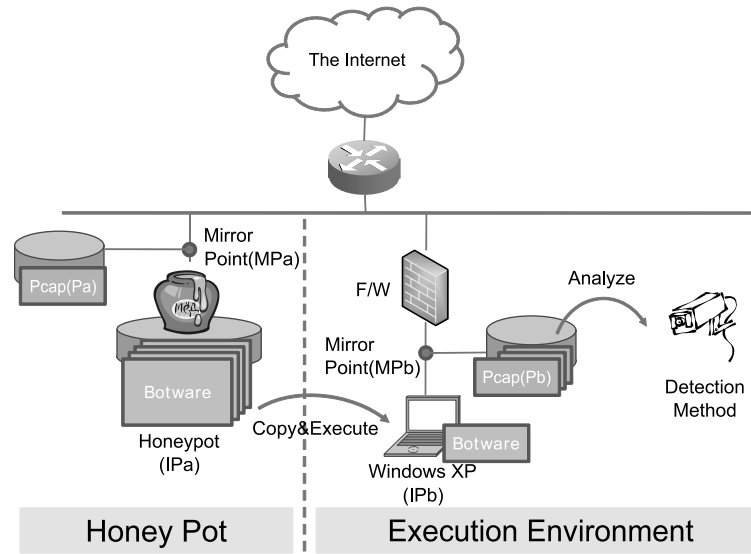 The Internet
Mirror
Point(MPa)
Pcap(Pa)
F/W
Analyze
Mirror
Point(MPb)
Pcap(Pb)
Detection
Method
Botware
Honeypot
(IPa)
Copy&Execute
Botware
Windows XP
(IPb)
Honey Pot
Execution Environment